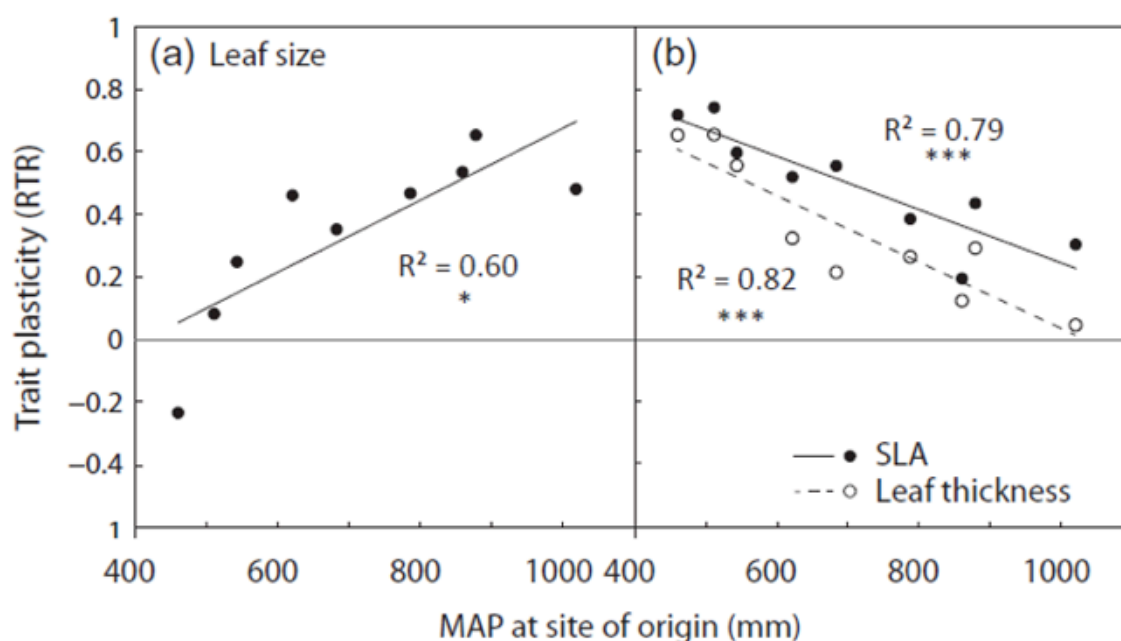 (a) Leaf size
(b)
Trait plasticity (RTR)
1
0.8
0.6
0.4
0.2
0
−0.2
−0.4
1
R² = 0.60
*
R² = 0.79
***
R² = 0.82
***
SLA
Leaf thickness
400 600 800 1000 400 600 800 1000
MAP at site of origin (mm)